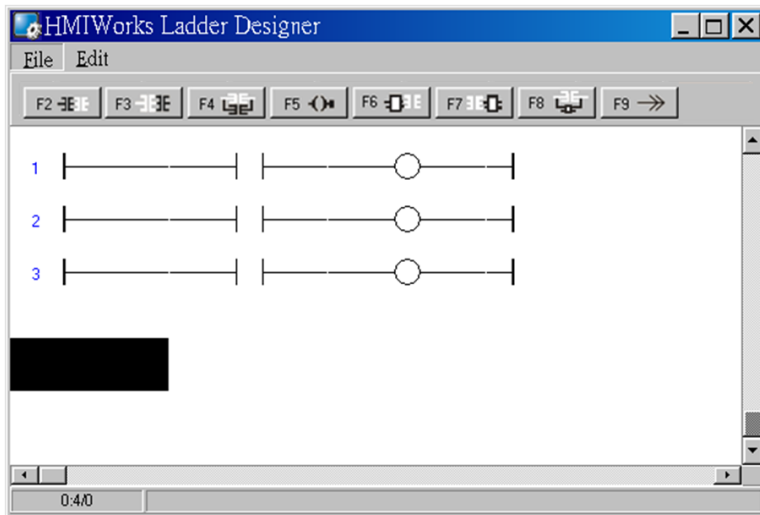 HMIWorks Ladder Designer
File Edit
F2 F3 F4 F5 F6 F7 F8 F9
1
2
3
0:4/0